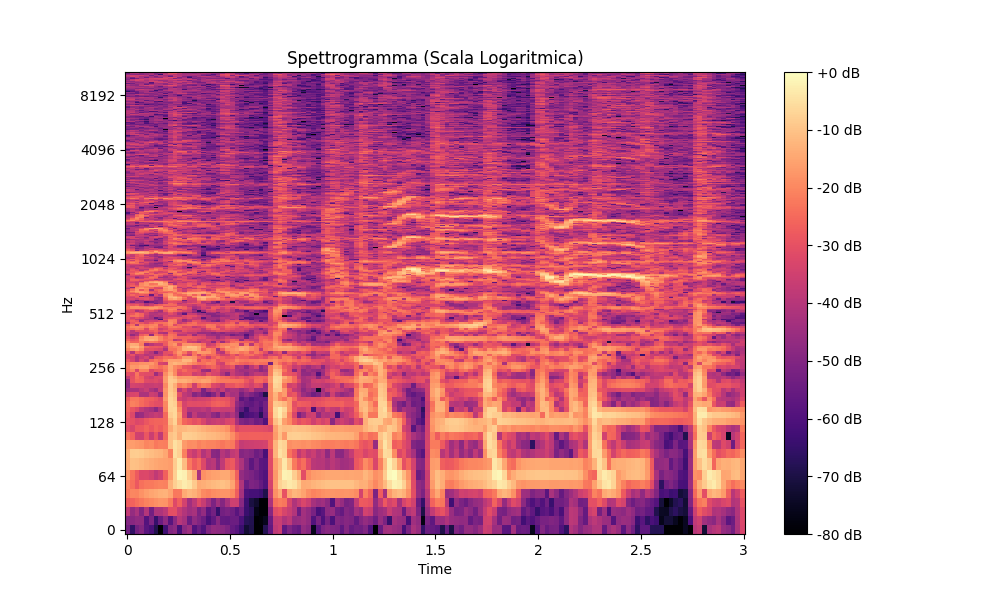 Spettrogramma (Scala Logaritmica)
Hz
8192
4096
2048
1024
512
256
128
64
0
0
0.5
1
1.5
2
2.5
3
Time
+0 dB
-10 dB
-20 dB
-30 dB
-40 dB
-50 dB
-60 dB
-70 dB
-80 dB